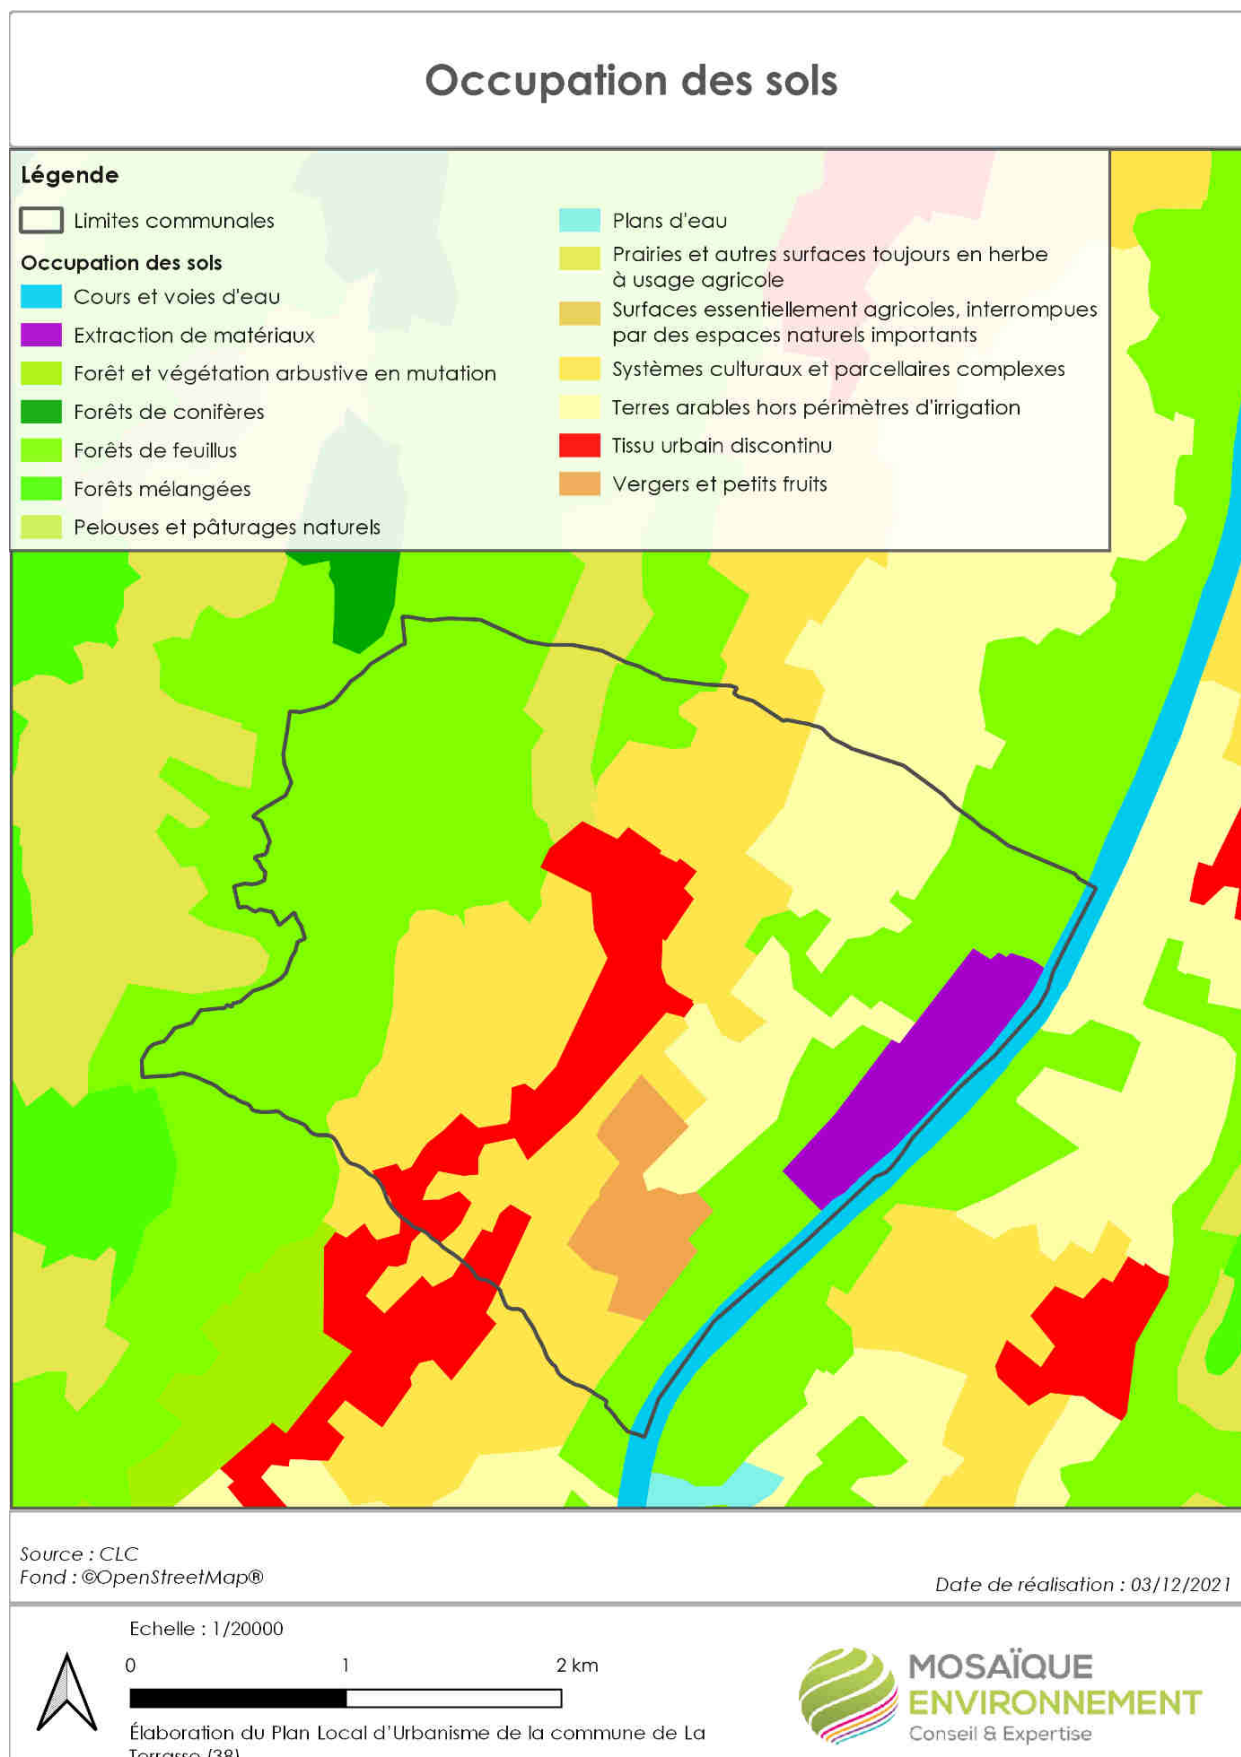 Occupation des sols
Légende
Limites communales
Occupation des sols
Cours et voies d'eau
Extraction de matériaux
Forêt et végétation arbustive en mutation
Forêts de conifères
Forêts de feuillus
Forêts mélangées
Pelouses et pâturages naturels
Plans d'eau
Prairies et autres surfaces toujours en herbe
à usage agricole
Surfaces essentiellement agricoles, interrompues
par des espaces naturels importants
Systèmes culturaux et parcellaires complexes
Terres arables hors périmètres d'irrigation
Tissu urbain discontinu
Vergers et petits fruits
Source : CLC
Fond : ©OpenStreetMap®
Date de réalisation : 03/12/2021
Echelle : 1/20000
0 1 2 km
Élaboration du Plan Local d'Urbanisme de la commune de La
Terrasse (38)
MOSAÏQUE
ENVIRONNEMENT
Conseil & Expertise